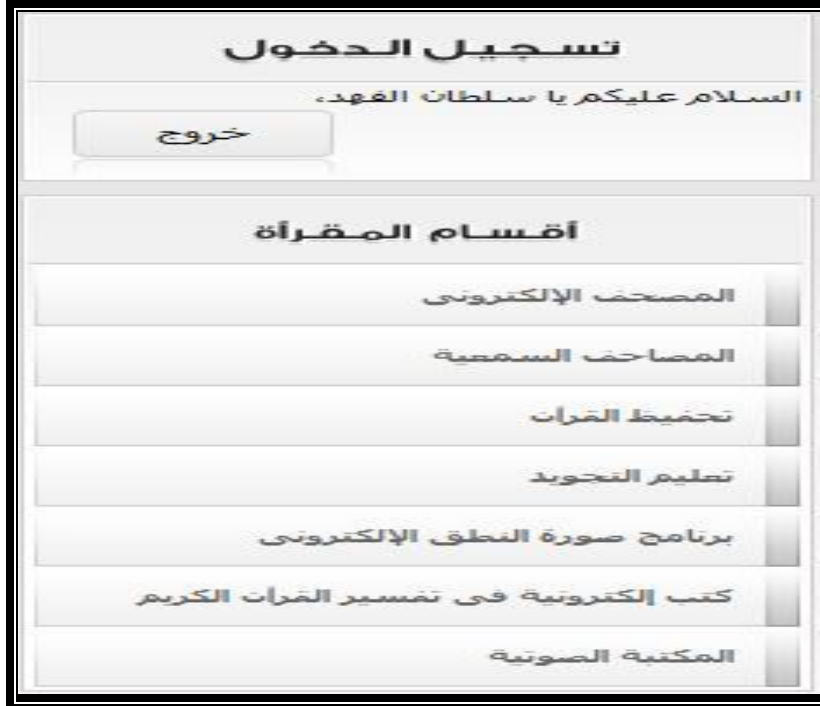 تسجيل الدخول
السلام عليكم يا سلطان الفهد،
خروج
أقسام المقرأة
المصحف الإلكترونى
المصاحف السمعية
تحفيظ القرآن
تعليم التجويد
برنامج صورة النطق الإلكترونى
كتب إلكترونية فى تفسير القرآن الكريم
المكتبة الصوتية